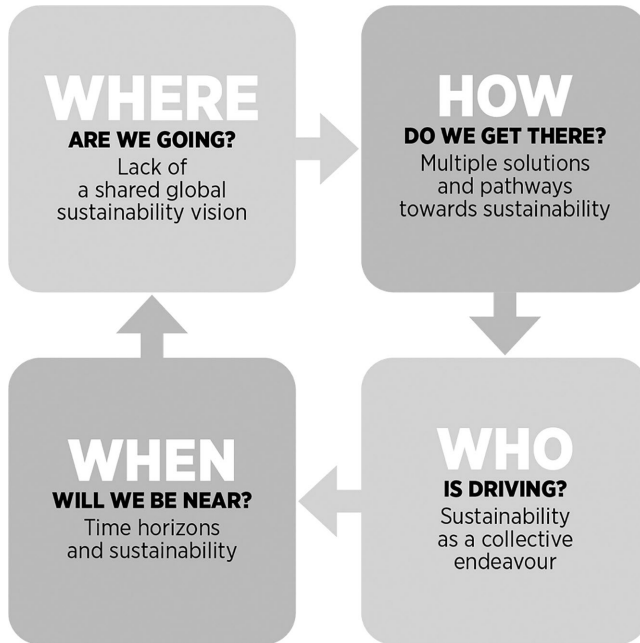 WHERE
ARE WE GOING?
Lack of
a shared global
sustainability vision
HOW
DO WE GET THERE?
Multiple solutions
and pathways
towards sustainability
WHEN
WILL WE BE NEAR?
Time horizons
and sustainability
WHO
IS DRIVING?
Sustainability
as a collective
endeavour